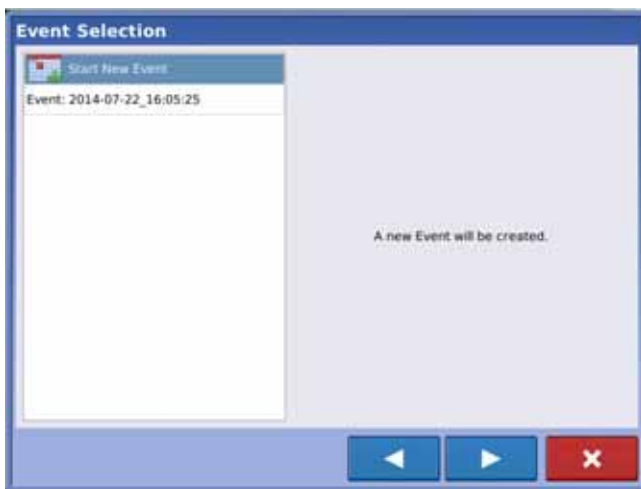 Event Selection
Start New Event
Event: 2014-07-22_16:05:25
A new Event will be created.